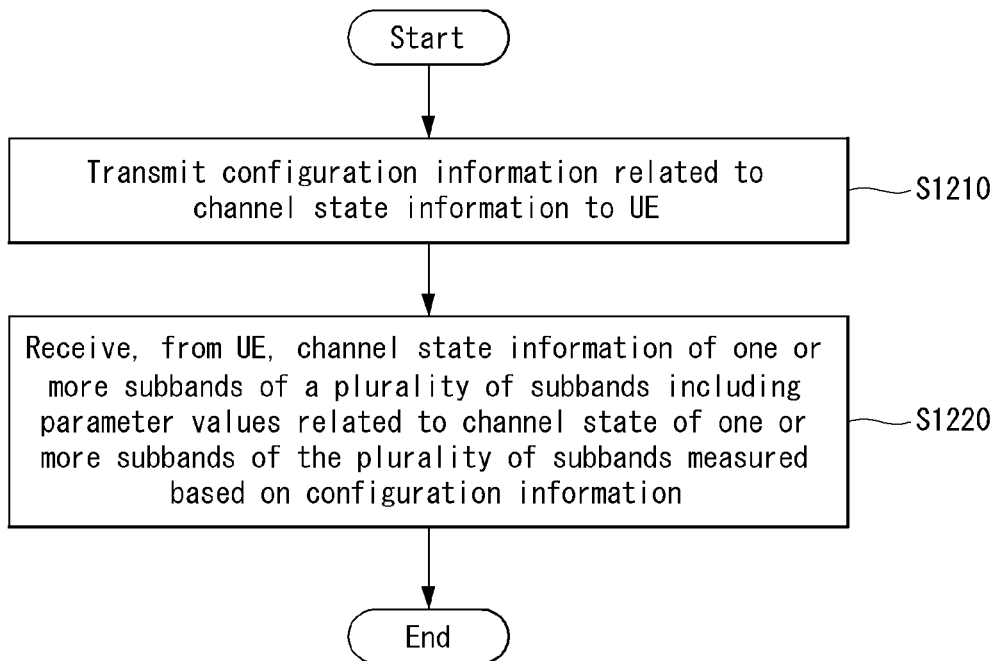 Start
Transmit configuration information related to
channel state information to UE
S1210
Receive, from UE, channel state information of one or
more subbands of a plurality of subbands including
parameter values related to channel state of one or
more subbands of the plurality of subbands measured
based on configuration information
S1220
End